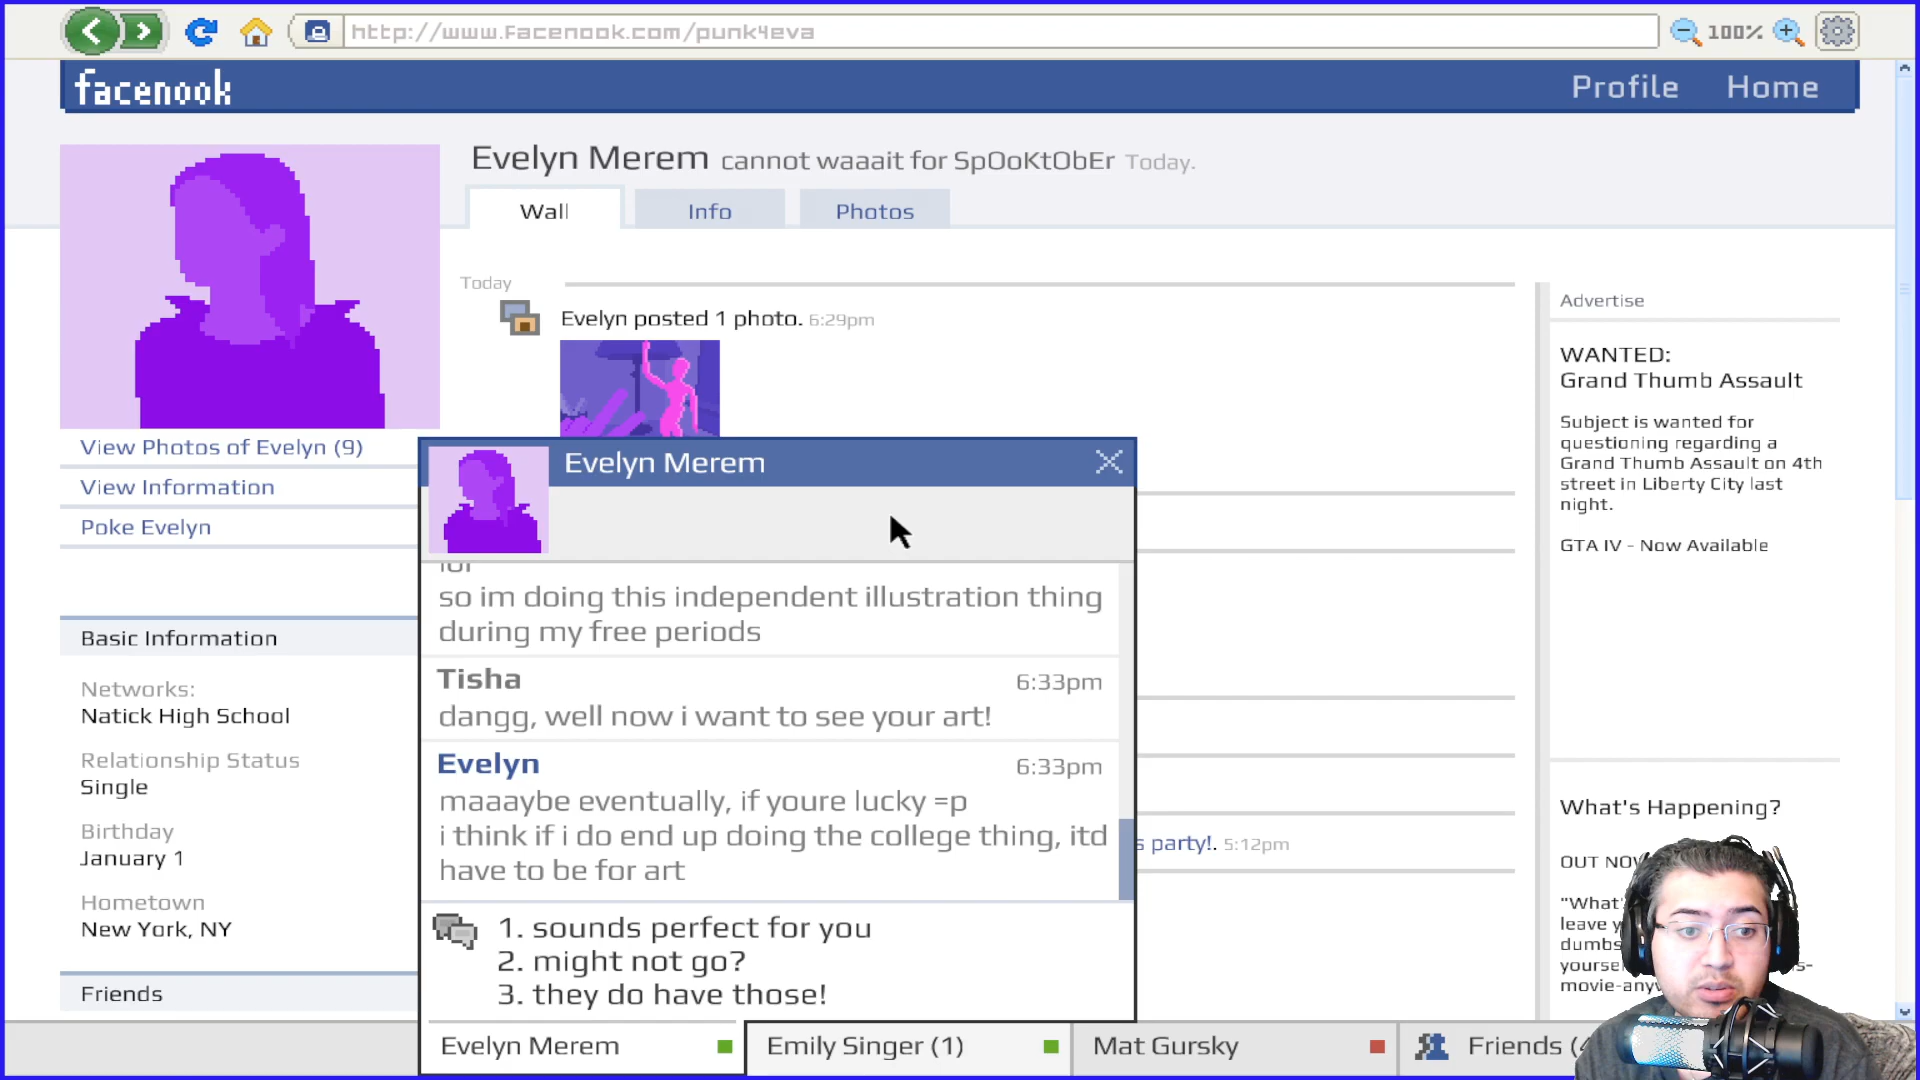 http://www.facenook.com/punk4eva
100%
facenook
Profile
Home
Evelyn Merem cannot waaait for SpOoKtObEr Today.
Wall
Info
Photos
Today
Evelyn posted 1 photo. 6:29pm
View Photos of Evelyn (9)
View Information
Poke Evelyn
Basic Information
Networks:
Natick High School
Relationship Status
Single
Birthday
January 1
Hometown
New York, NY
Friends
Evelyn Merem
so im doing this independent illustration thing
during my free periods
Tisha 6:33pm
dangg, well now i want to see your art!
Evelyn 6:33pm
maaaybe eventually, if youre lucky =p
i think if i do end up doing the college thing, itd
have to be for art
1. sounds perfect for you
2. might not go?
3. they do have those!
party!. 5:12pm
Advertise
WANTED:
Grand Thumb Assault
Subject is wanted for
questioning regarding a
Grand Thumb Assault on 4th
street in Liberty City last
night.
GTA IV - Now Available
What's Happening?
OUT NOW
"What'
leave
dumbs
yourse
movie-any
Evelyn Merem
Emily Singer (1)
Mat Gursky
Friends